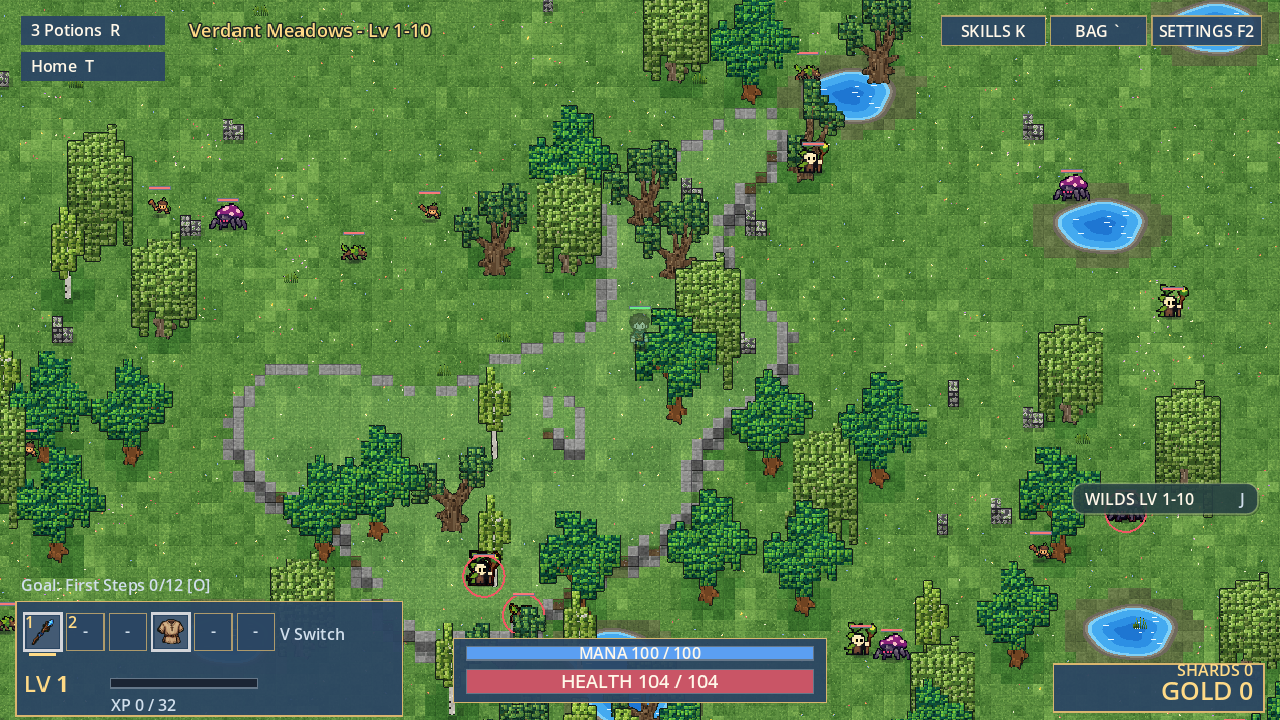 3 Potions R
Verdant Meadows - Lv 1-10
SKILLS K
BAG `
SETTINGS F2
Home T
WILDS LV 1-10 J
Goal: First Steps 0/12 [O]
1
2
-
-
-
-
V Switch
LV 1
XP 0 / 32
MANA 100 / 100
HEALTH 104 / 104
SHARDS 0
GOLD 0